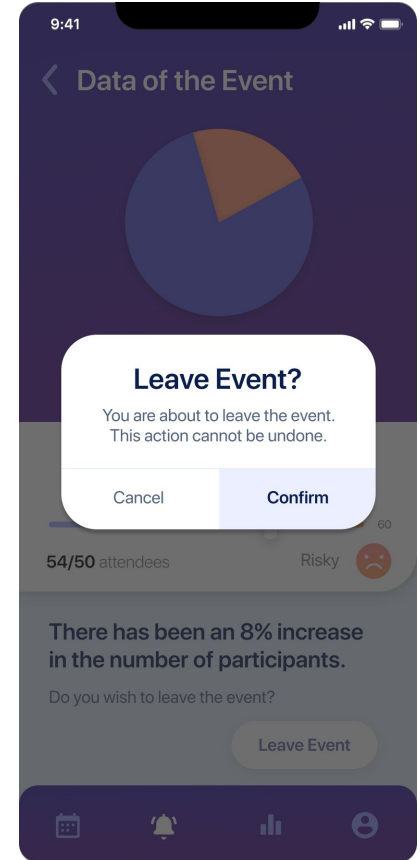 9:41
Data of the Event
Leave Event?
You are about to leave the event.
This action cannot be undone.
Cancel
Confirm
60
54/50 attendees
Risky
There has been an 8% increase
in the number of participants.
Do you wish to leave the event?
Leave Event